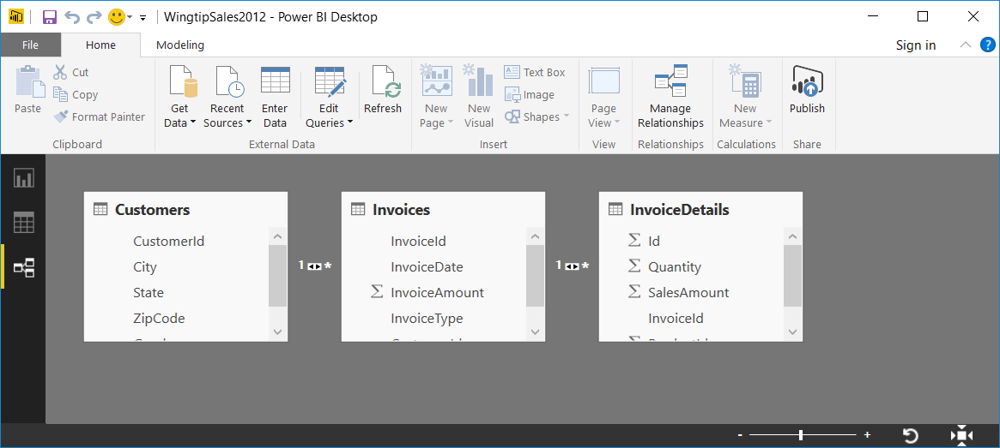 WingtipSales2012 - Power BI Desktop
File Home Modeling Sign in ?
Paste
Cut
Copy
Format Painter
Clipboard
Get
Data
Recent
Sources
Enter
Data
Edit
Queries
Refresh
External Data
New
Page
New
Visual
Text Box
Image
Shapes
Insert
Page
View
View
Manage
Relationships
Relationships
New
Measure
Calculations
Publish
Share
Customers
CustomerId
City
State
ZipCode
1 *
Invoices
InvoiceId
InvoiceDate
Σ InvoiceAmount
InvoiceType
1 *
InvoiceDetails
Σ Id
Σ Quantity
Σ SalesAmount
InvoiceId
- +